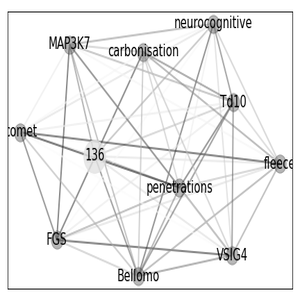 neurocognitive
MAP3K7
carbonisation
Td10
comet
136
fleece
penetrations
FGS
VSIG4
Bellomo